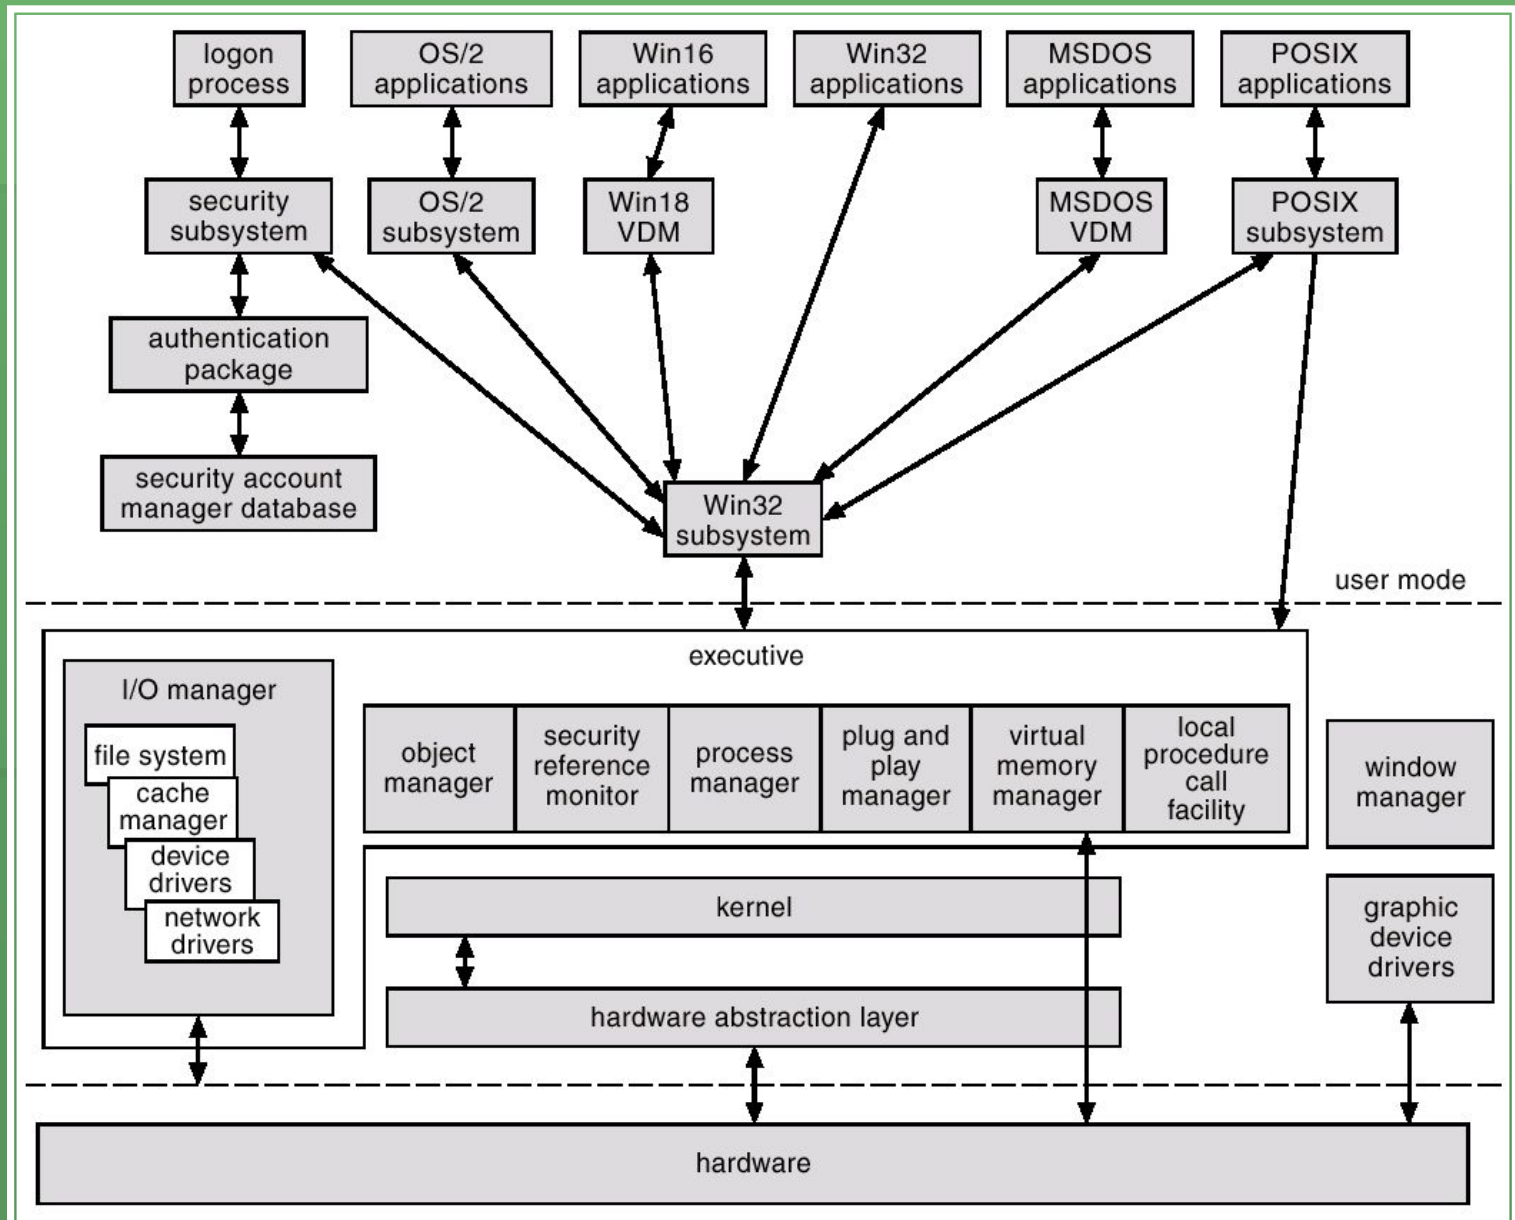 logon
process
OS/2
applications
Win16
applications
Win32
applications
MSDOS
applications
POSIX
applications
security
subsystem
OS/2
subsystem
Win18
VDM
MSDOS
VDM
POSIX
subsystem
authentication
package
security account
manager database
Win32
subsystem
user mode
executive
I/O manager
file system
cache
manager
device
drivers
network
drivers
object
manager
security
reference
monitor
process
manager
plug and
play
manager
virtual
memory
manager
local
procedure
call
facility
window
manager
kernel
graphic
device
drivers
hardware abstraction layer
hardware